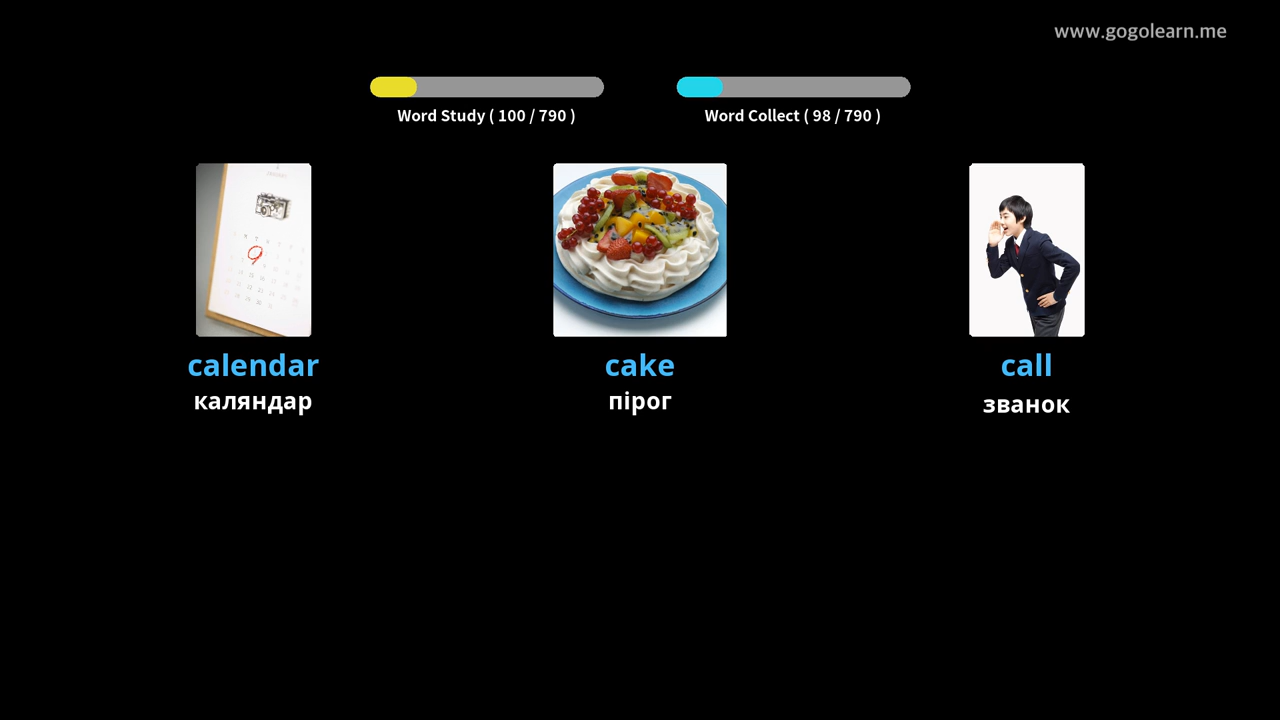 www.gogolearn.me
Word Study ( 100 / 790 )
Word Collect ( 98 / 790 )
calendar
каляндар
cake
пірог
call
званок